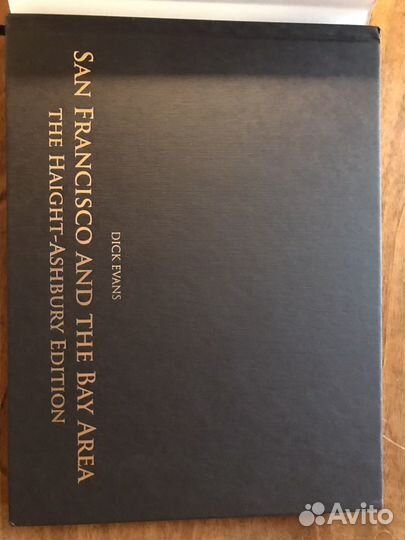 San Francisco and the Bay Area
The Haight-Ashbury Edition
Dick Evans
Avito